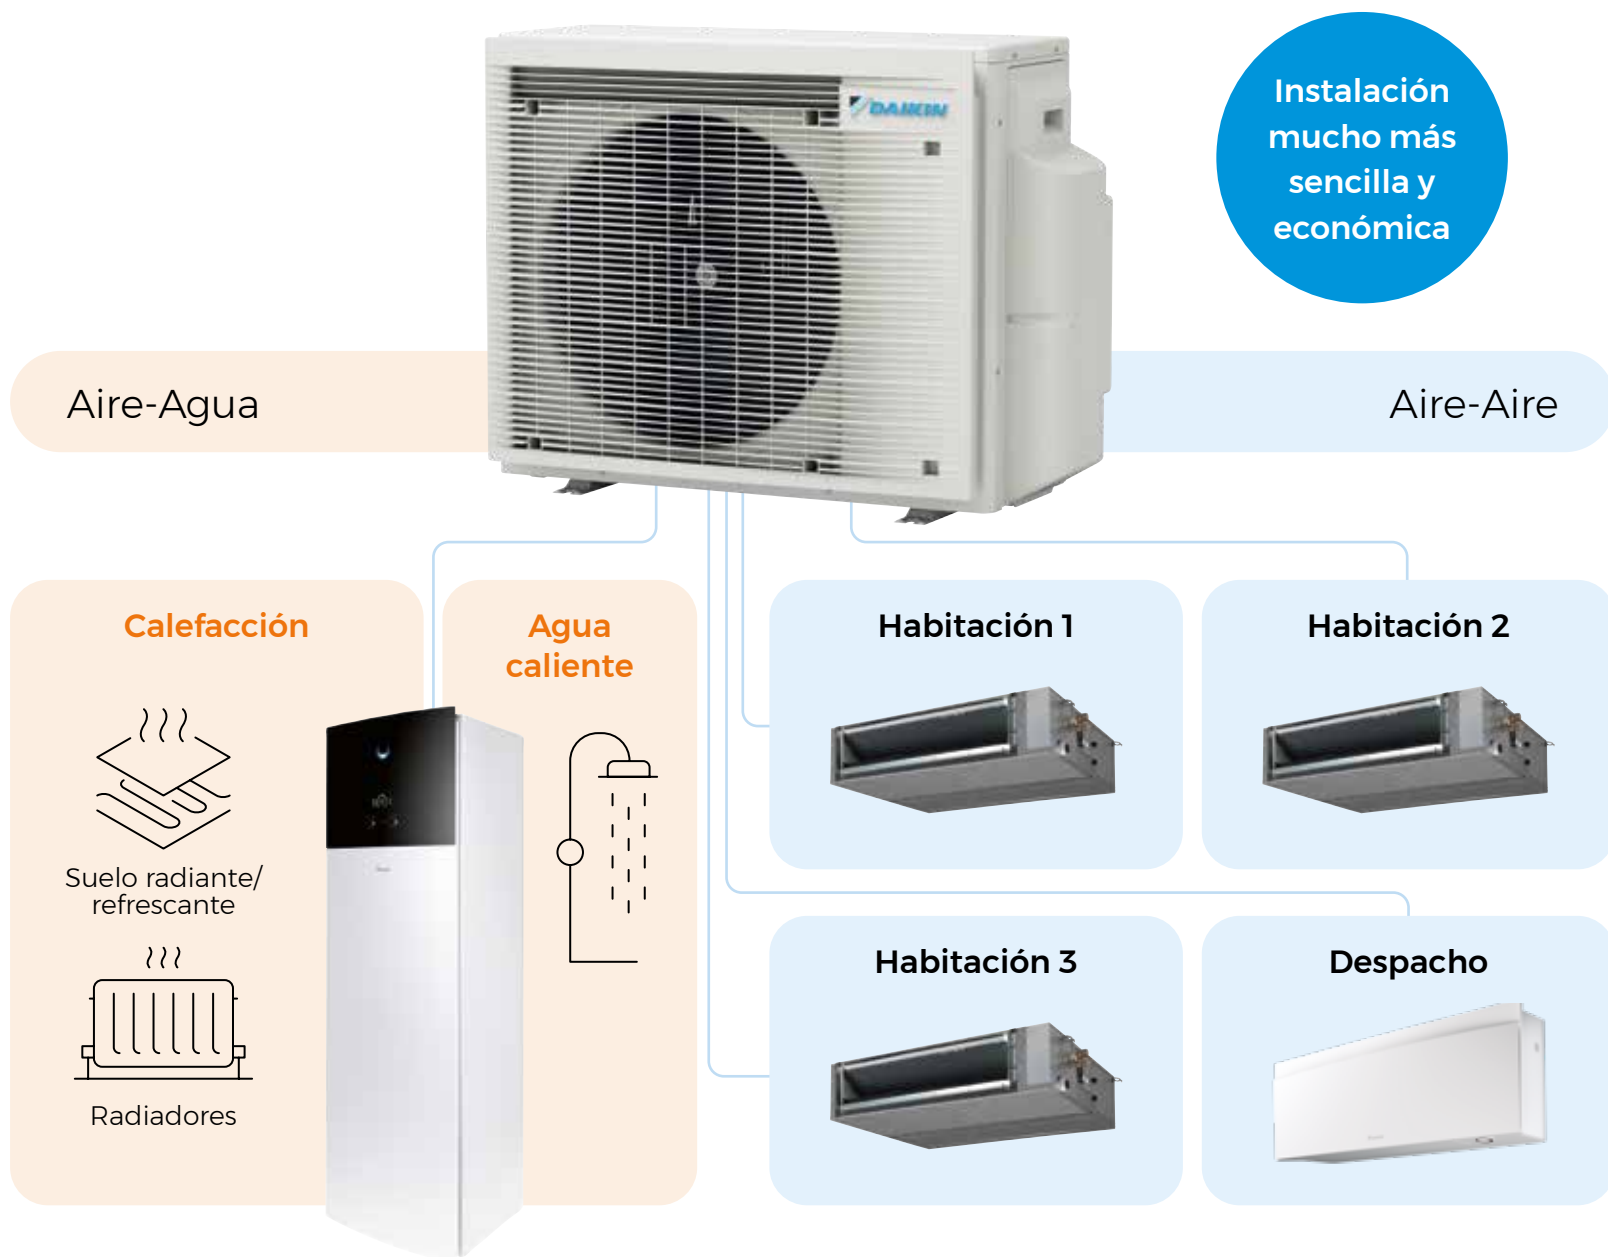 DAIKIN
Instalación
mucho más
sencilla y
económica
Aire-Agua
Aire-Aire
Calefacción
Agua
caliente
Suelo radiante/
refrescante
Radiadores
Habitación 1
Habitación 2
Habitación 3
Despacho